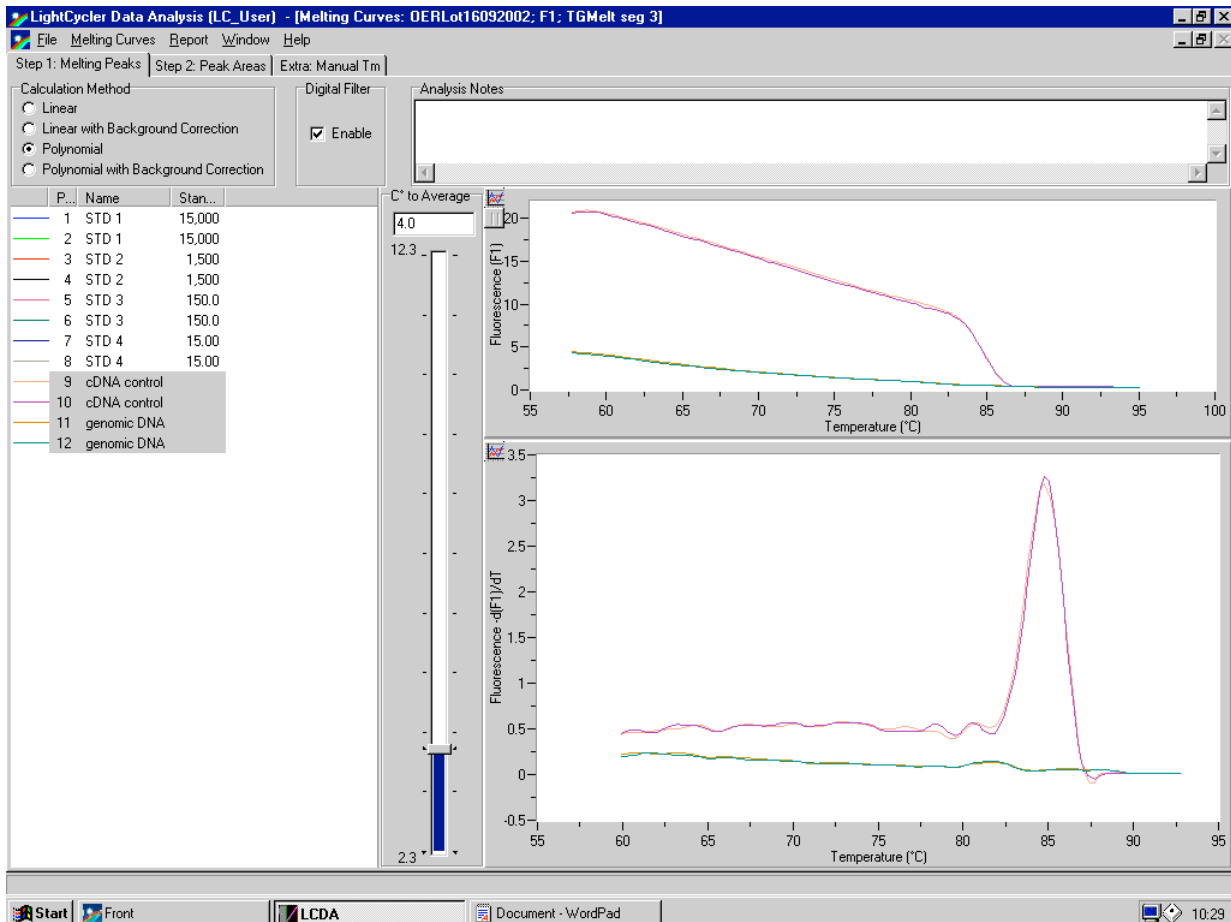 LightCycler Data Analysis (LC_User) - [Melting Curves: OERLot16092002; F1; TGMelt seg 3]
File Melting Curves Report Window Help
Step 1: Melting Peaks Step 2: Peak Areas Extra: Manual Tm
Calculation Method
Linear
Linear with Background Correction
Polynomial
Polynomial with Background Correction
Digital Filter
Enable
Analysis Notes
P... Name Stan...
1 STD 1 15,000
2 STD 1 15,000
3 STD 2 1,500
4 STD 2 1,500
5 STD 3 150.0
6 STD 3 150.0
7 STD 4 15.00
8 STD 4 15.00
9 cDNA control
10 cDNA control
11 genomic DNA
12 genomic DNA
C° to Average
4.0
12.3
2.3
Fluorescence (F1)
20
15
10
5
0
55 60 65 70 75 80 85 90 95 100
Temperature (°C)
Fluorescence -d(F1)/dT
3.5
3
2.5
2
1.5
1
0.5
0
-0.5
55 60 65 70 75 80 85 90 95
Temperature (°C)
Start Front LCDA Document - WordPad 10:29